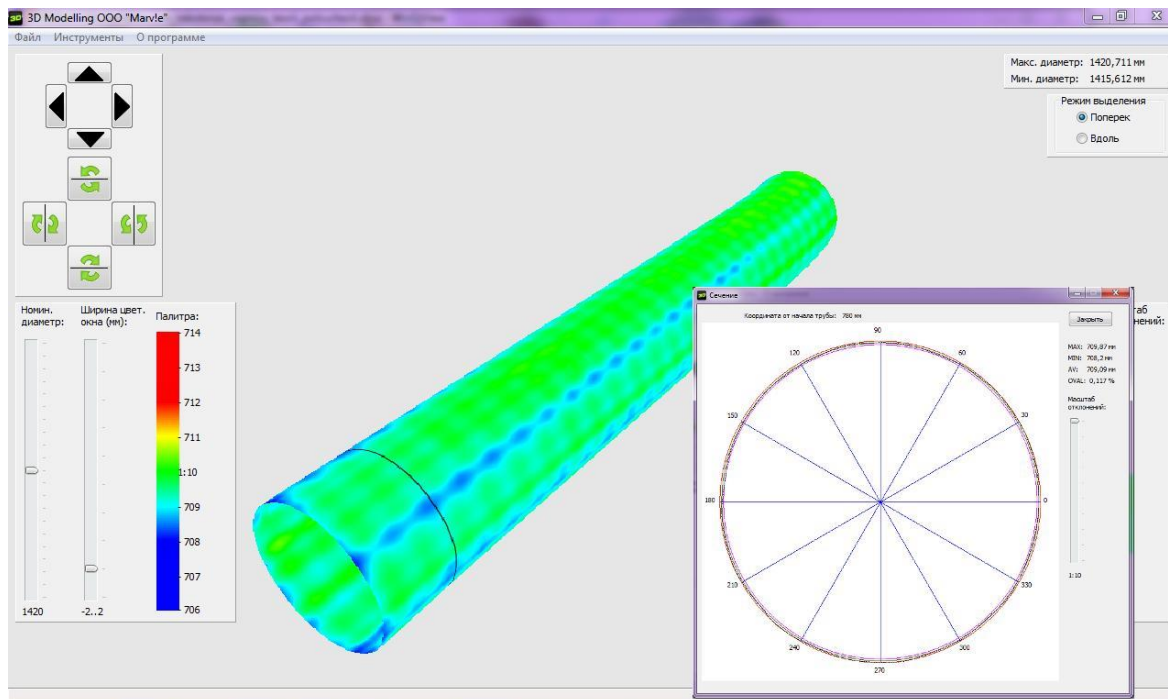 3D Modelling ООО "Marv!e"
Файл Инструменты О программе
Макс. диаметр: 1420,711 мм
Мин. диаметр: 1415,612 мм
Режим выделения
Поперек
Вдоль
Номин.
диаметр:
1420
Ширина цвет.
окна (мм):
-2..2
Палитра:
714
713
712
711
1:10
709
708
707
706
Сечение
Координата от начала трубы: 780 мм
Закрыть
MAX: 709,87 мм
MIN: 708,2 мм
AV: 709,09 мм
OVAL: 0,117 %
Масштаб
отклонений:
1:10
90
120
60
150
30
180
0
210
330
240
300
270
таб
нений: